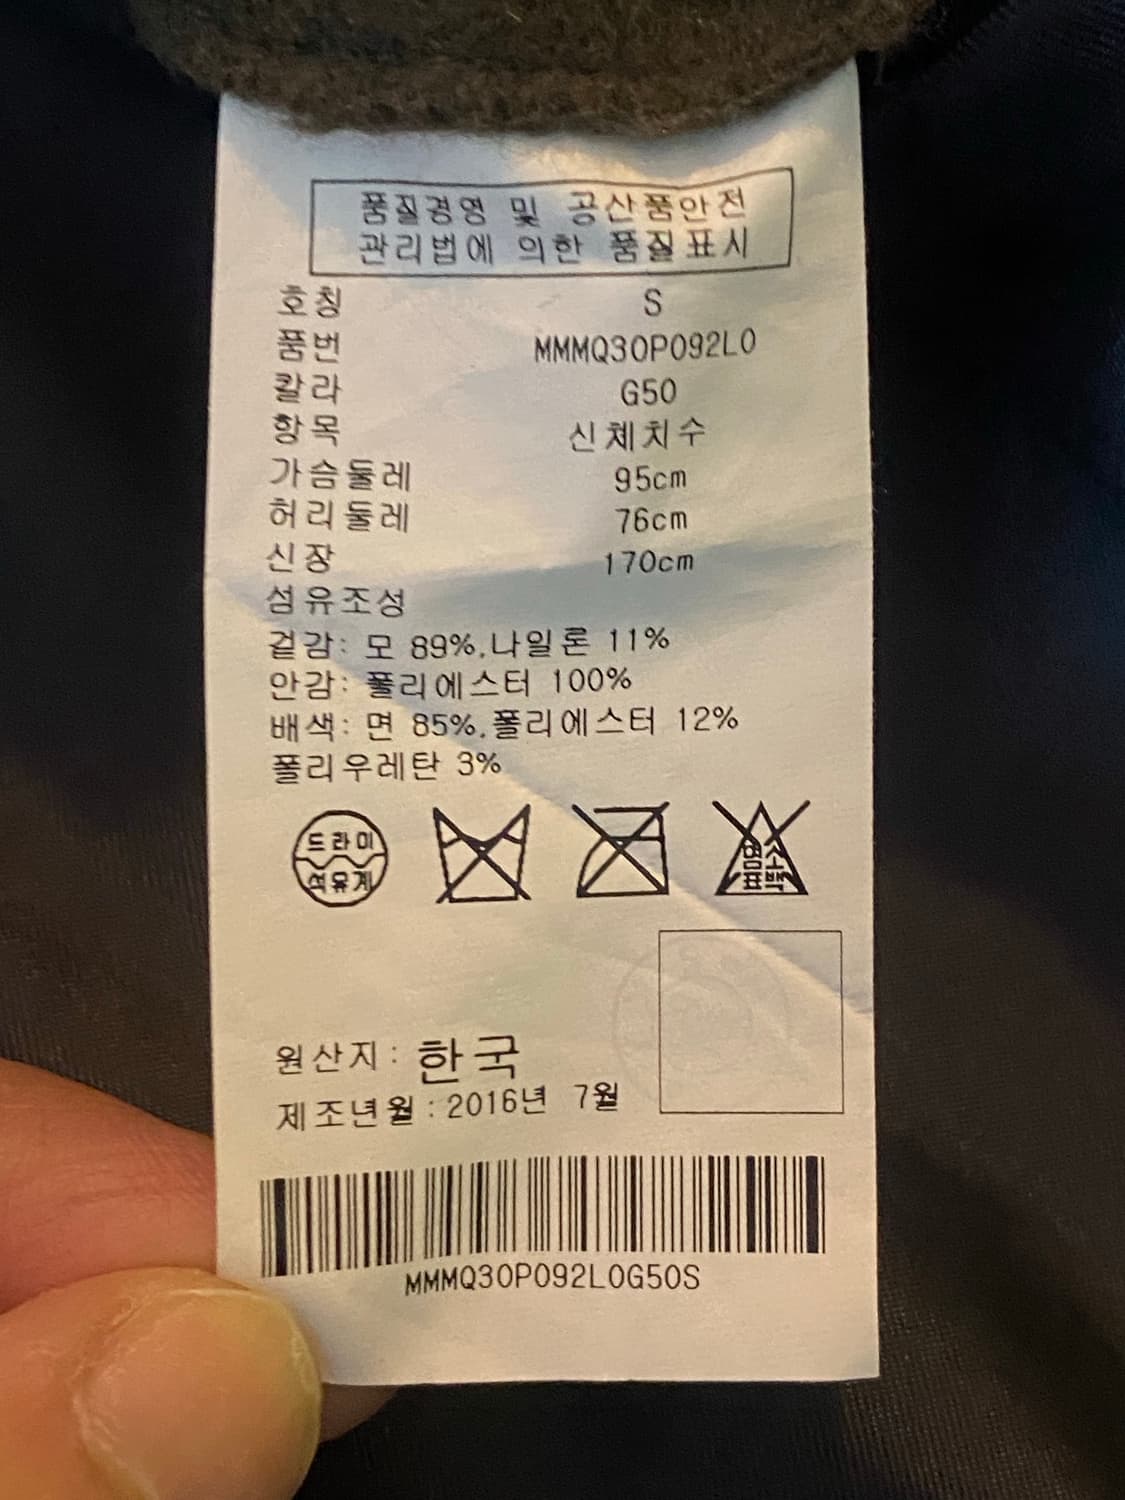 품질경영 및 공산품안전
관리법에 의한 품질표시
호칭 S
품번 MMMQ30P092L0
칼라 G50
항목 신체치수
가슴둘레 95cm
허리둘레 76cm
신장 170cm
섬유조성
겉감: 모 89%,나일론 11%
안감: 폴리에스터 100%
배색: 면 85%,폴리에스터 12%
폴리우레탄 3%
드라이
석유계
염소
표백
원산지: 한국
제조년월:2016년 7월
MMMQ30P092L0G50S